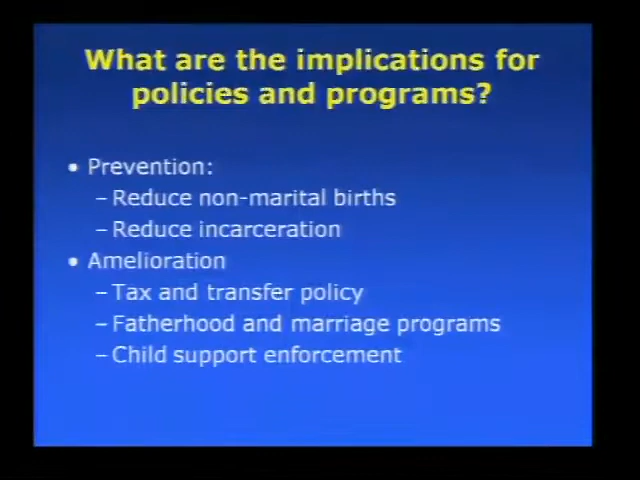 What are the implications for
policies and programs?
• Prevention:
– Reduce non-marital births
– Reduce incarceration
• Amelioration
– Tax and transfer policy
– Fatherhood and marriage programs
– Child support enforcement